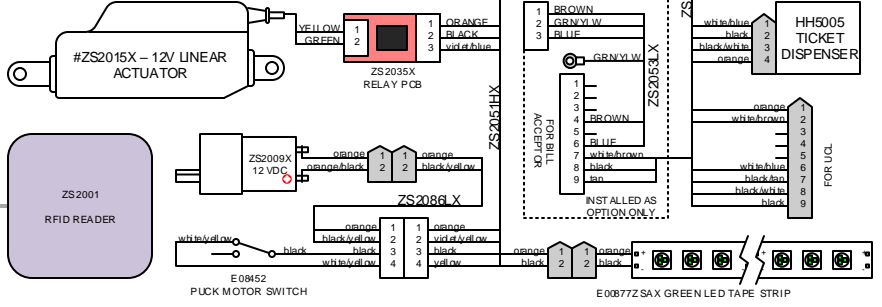 #ZS2015X – 12V LINEAR
ACTUATOR
YELLOW
GREEN
1
2
ZS2035X
RELAY PCB
1
2
3
ORANGE
BLACK
violet/blue
ZS2051HX
1
2
3
BROWN
GRN/YLW
BLUE
GRN/YLW
ZS2053LX
FOR BILL
ACCEPTOR
1
2
3
4
5
6
7
8
9
BROWN
BLUE
white/brown
black
tan
INSTALLED AS
OPTION ONLY
ZS
white/blue
black
black/white
orange
1
2
3
4
HH5005
TICKET
DISPENSER
orange
white/brown
white/blue
black/tan
black/white
black
1
2
3
4
5
6
7
8
9
FOR UCL
ZS2001
RFID READER
ZS2009X
12 VDC
orange
orange/black
1
2
1
2
orange
black/yellow
ZS2086LX
white/yellow
black
E08452
PUCK MOTOR SWITCH
orange
black/yellow
black
white/yellow
1
2
3
4
1
2
3
4
orange
violet/yellow
black
yellow
orange
black
1
2
1
2
orange
black
+
-
+
-
+
-
E00877ZSAX GREEN LED TAPE STRIP